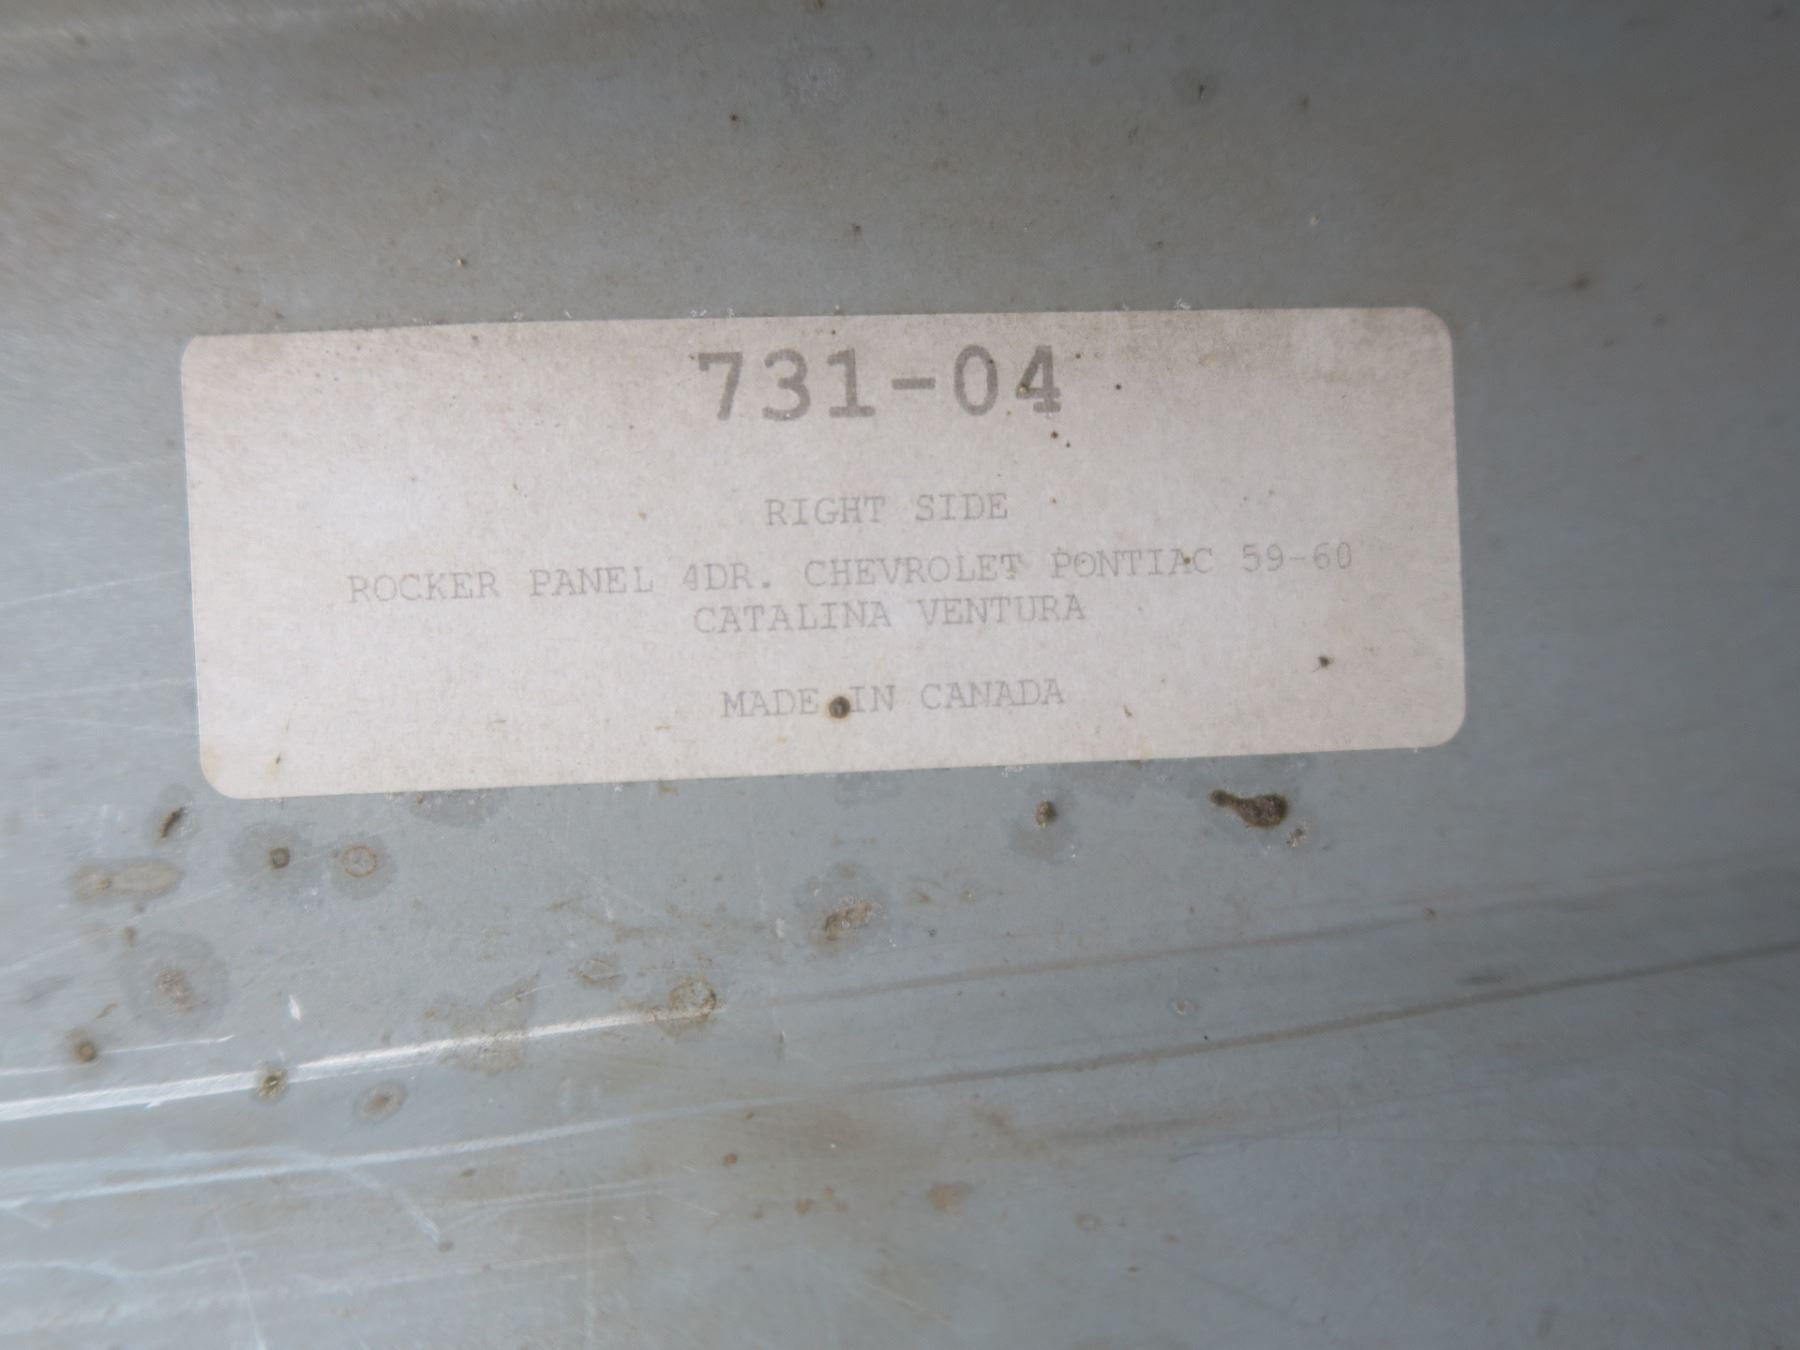 731-04
RIGHT SIDE
ROCKER PANEL 4DR. CHEVROLET PONTIAC 59-60
CATALINA VENTURA
MADE IN CANADA